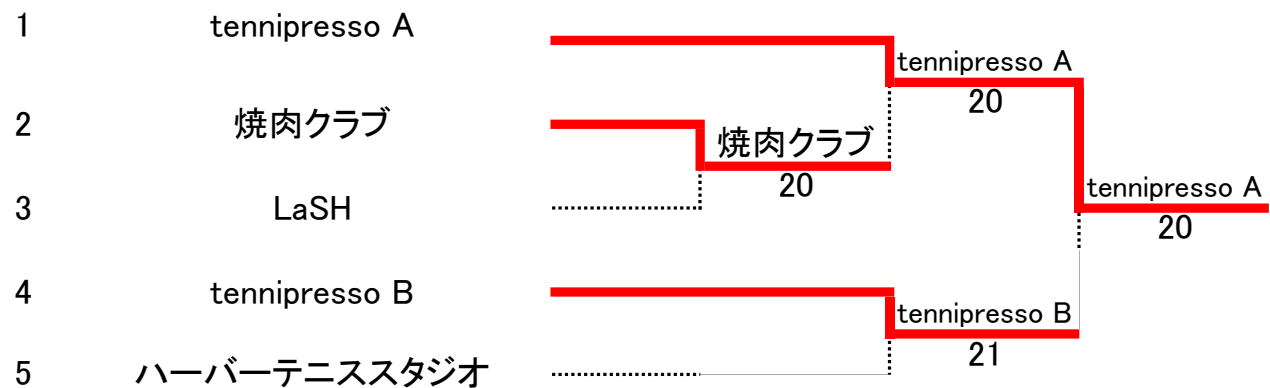 1 tennipresso A
tennipresso A
20
2 焼肉クラブ
焼肉クラブ
20
3 LaSH
tennipresso A
20
4 tennipresso B
tennipresso B
21
5 ハーバーテニススタジオ